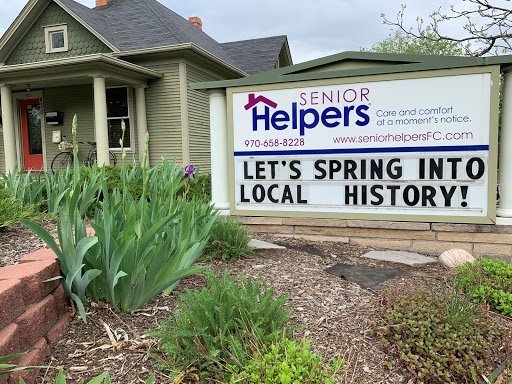 SENIOR
Helpers
Care and comfort
at a moment's notice.
970-658-8228
www.seniorhelpersFC.com
LET'S SPRING INTO
LOCAL HISTORY!